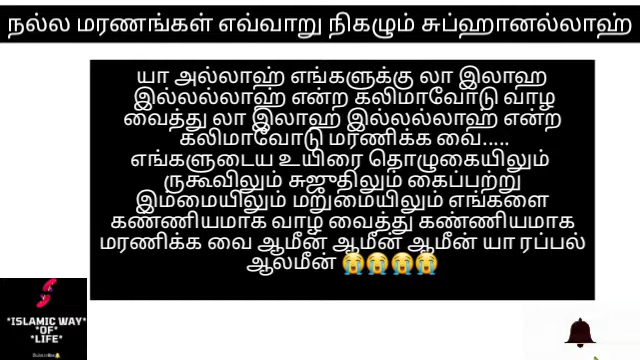 நல்ல மரணங்கள் எவ்வாறு நிகழும் சுப்ஹானல்லாஹ்
யா அல்லாஹ் எங்களுக்கு லா இலாஹ
இல்லல்லாஹ் என்ற கலிமாவோடு வாழ
வைத்து லா இலாஹ இல்லல்லாஹ் என்ற
கலிமாவோடு மரணிக்க வை.....
எங்களுடைய உயிரை தொழுகையிலும்
ருகூவிலும் சுஜுதிலும் கைப்பற்று
இம்மையிலும் மறுமையிலும் எங்களை
கண்ணியமாக வாழ வைத்து கண்ணியமாக
மரணிக்க வை ஆமீன் ஆமீன் ஆமீன் யா ரப்பல்
ஆலமீன் 😭😭😭😭
*ISLAMIC WAY*
*OF*
*LIFE*